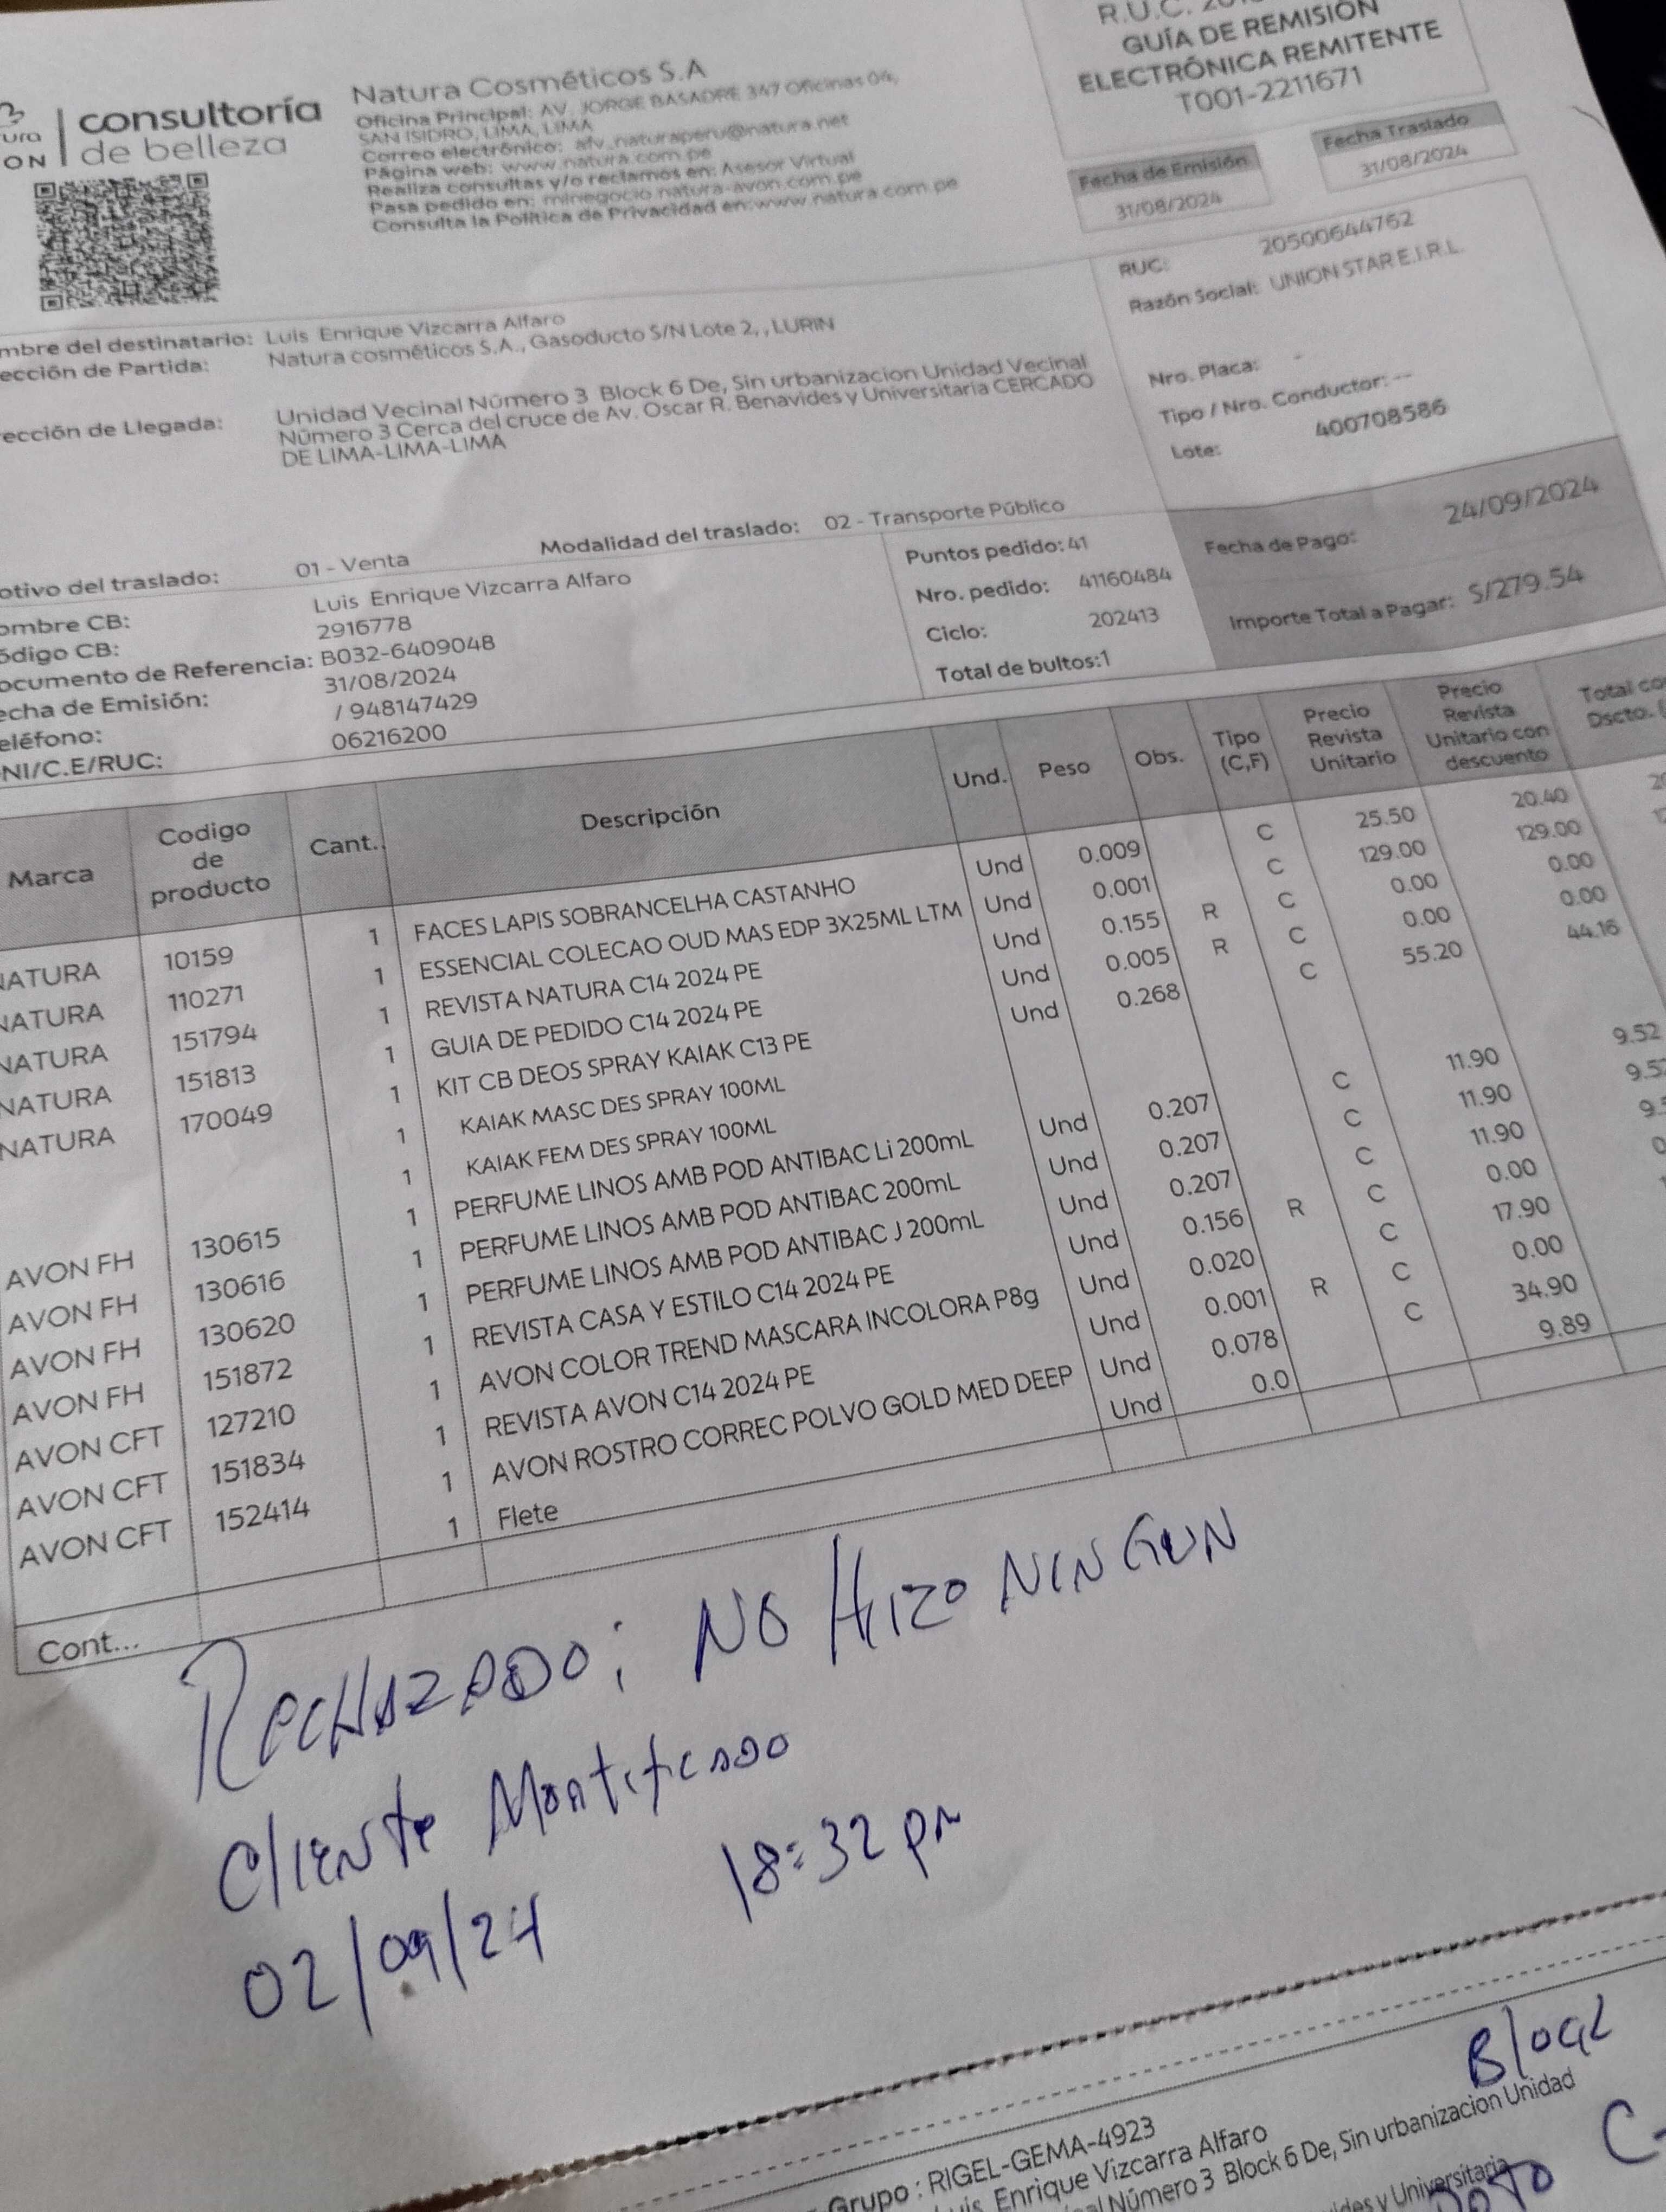 consultoría
de belleza
Natura Cosméticos S.A
Oficina Principal: AV. JORGE BASADRE 347 Oficinas 04,
SAN ISIDRO, LIMA, LIMA
Correo electrónico: afv_naturaperu@natura.net
Página web: www.natura.com.pe
Realiza consultas y/o reclamos en: Asesor Virtual
Pasa pedido en: minegocio.natura-avon.com.pe
Consulta la Política de Privacidad en:www.natura.com.pe
R.U.C.
GUÍA DE REMISIÓN
ELECTRÓNICA REMITENTE
T001-2211671
Fecha de Emisión
31/08/2024
Fecha Traslado
31/08/2024
mbre del destinatario: Luis Enrique Vizcarra Alfaro
ección de Partida: Natura cosméticos S.A., Gasoducto S/N Lote 2, , LURIN
ección de Llegada: Unidad Vecinal Número 3 Block 6 De, Sin urbanizacion Unidad Vecinal
Número 3 Cerca del cruce de Av. Oscar R. Benavides y Universitaria CERCADO
DE LIMA-LIMA-LIMA
RUC: 20500644762
Razón Social: UNION STAR E.I.R.L.
Nro. Placa: -
Tipo / Nro. Conductor: --
Lote: 400708586
otivo del traslado: 01 - Venta
Modalidad del traslado: 02 - Transporte Público
ombre CB: Luis Enrique Vizcarra Alfaro
ódigo CB: 2916778
ocumento de Referencia: B032-6409048
echa de Emisión: 31/08/2024
eléfono: / 948147429
NI/C.E/RUC: 06216200
Puntos pedido: 41
Nro. pedido: 41160484
Ciclo: 202413
Total de bultos:1
Fecha de Pago: 24/09/2024
Importe Total a Pagar: S/279.54
Marca Codigo de producto Cant.. Descripción Und. Peso Obs. Tipo (C,F) Precio Revista Unitario Precio Revista Unitario con descuento Total Dscto.
NATURA 10159 1 FACES LAPIS SOBRANCELHA CASTANHO Und 0.009 C 25.50 20.40
NATURA 110271 1 ESSENCIAL COLECAO OUD MAS EDP 3X25ML LTM Und 0.001 C 129.00 129.00
NATURA 151794 1 REVISTA NATURA C14 2024 PE Und 0.155 R C 0.00 0.00
NATURA 151813 1 GUIA DE PEDIDO C14 2024 PE Und 0.005 R C 0.00 0.00
NATURA 170049 1 KIT CB DEOS SPRAY KAIAK C13 PE Und 0.268 C 55.20 44.16
1 KAIAK MASC DES SPRAY 100ML
1 KAIAK FEM DES SPRAY 100ML
AVON FH 130615 1 PERFUME LINOS AMB POD ANTIBAC Li 200mL Und 0.207 C 11.90 9.52
AVON FH 130616 1 PERFUME LINOS AMB POD ANTIBAC 200mL Und 0.207 C 11.90
AVON FH 130620 1 PERFUME LINOS AMB POD ANTIBAC J 200mL Und 0.207 C 11.90
AVON FH 151872 1 REVISTA CASA Y ESTILO C14 2024 PE Und 0.156 R C 0.00
AVON CFT 127210 1 AVON COLOR TREND MASCARA INCOLORA P8g Und 0.020 C 17.90
AVON CFT 151834 1 REVISTA AVON C14 2024 PE Und 0.001 R C 0.00
AVON CFT 152414 1 AVON ROSTRO CORREC POLVO GOLD MED DEEP Und 0.078 C 34.90
1 Flete Und 0.0 9.89
Cont...
RECHAZADO; NO HIZO NINGUN
Cliente Montificado
02/09/24 18:32 pm
Block
Grupo : RIGEL-GEMA-4923
Enrique Vizcarra Alfaro
Número 3 Block 6 De, Sin urbanizacion Unidad
y Universitaria